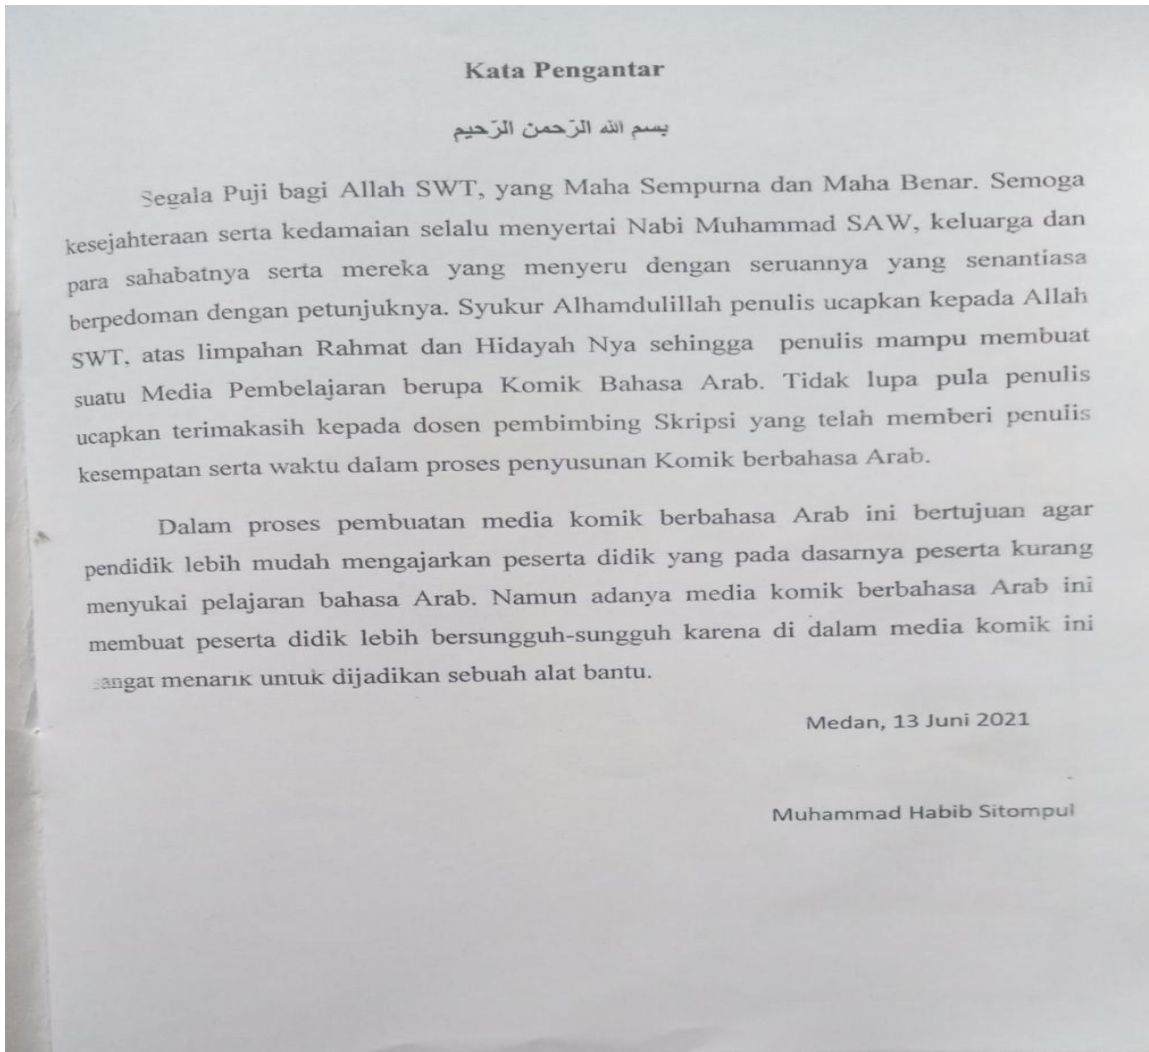 Kata Pengantar
بسم الله الرّحمن الرّحيم
Segala Puji bagi Allah SWT, yang Maha Sempurna dan Maha Benar. Semoga
kesejahteraan serta kedamaian selalu menyertai Nabi Muhammad SAW, keluarga dan
para sahabatnya serta mereka yang menyeru dengan seruannya yang senantiasa
berpedoman dengan petunjuknya. Syukur Alhamdulillah penulis ucapkan kepada Allah
SWT, atas limpahan Rahmat dan Hidayah Nya sehingga penulis mampu membuat
suatu Media Pembelajaran berupa Komik Bahasa Arab. Tidak lupa pula penulis
ucapkan terimakasih kepada dosen pembimbing Skripsi yang telah memberi penulis
kesempatan serta waktu dalam proses penyusunan Komik berbahasa Arab.
Dalam proses pembuatan media komik berbahasa Arab ini bertujuan agar
pendidik lebih mudah mengajarkan peserta didik yang pada dasarnya peserta kurang
menyukai pelajaran bahasa Arab. Namun adanya media komik berbahasa Arab ini
membuat peserta didik lebih bersungguh-sungguh karena di dalam media komik ini
sangat menarik untuk dijadikan sebuah alat bantu.
Medan, 13 Juni 2021
Muhammad Habib Sitompul